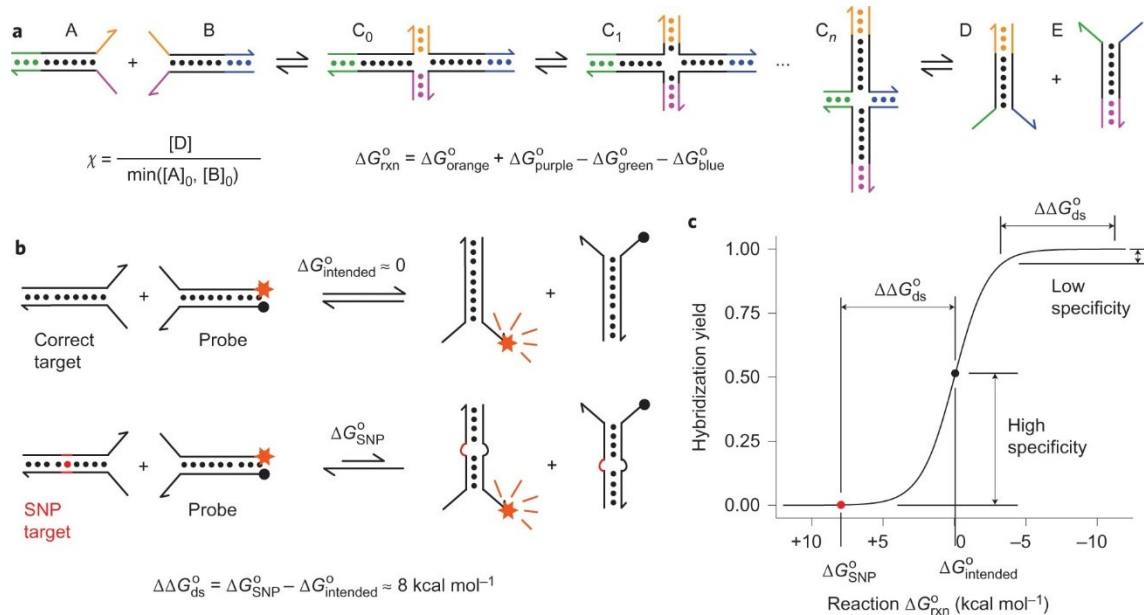 a
A
+
B
C₀
C₁
...
Cₙ
D
E
+
χ = [D] / min([A]₀, [B]₀)
ΔG°rxn = ΔG°orange + ΔG°purple − ΔG°green − ΔG°blue
b
+
ΔG°intended ≈ 0
+
Correct
target
Probe
+
ΔG°SNP
+
SNP
target
Probe
ΔΔG°ds = ΔG°SNP − ΔG°intended ≈ 8 kcal mol⁻¹
c
ΔΔG°ds
1.00
Low
specificity
ΔΔG°ds
0.75
0.50
High
specificity
0.25
0.00
Hybridization yield
+10 +5 0 −5 −10
ΔG°SNP ΔG°intended
Reaction ΔG°rxn (kcal mol⁻¹)